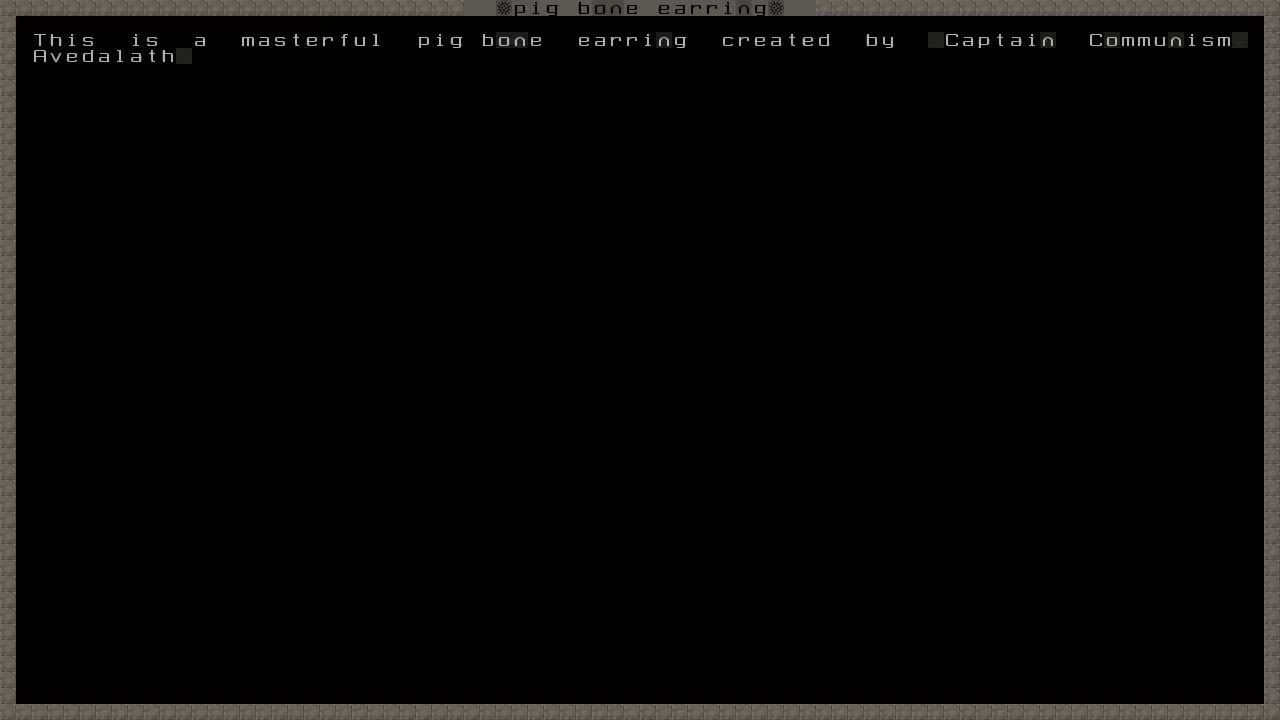 ☼pig bone earring☼
This is a masterful pig bone earring created by Captain Communism
Avedalath